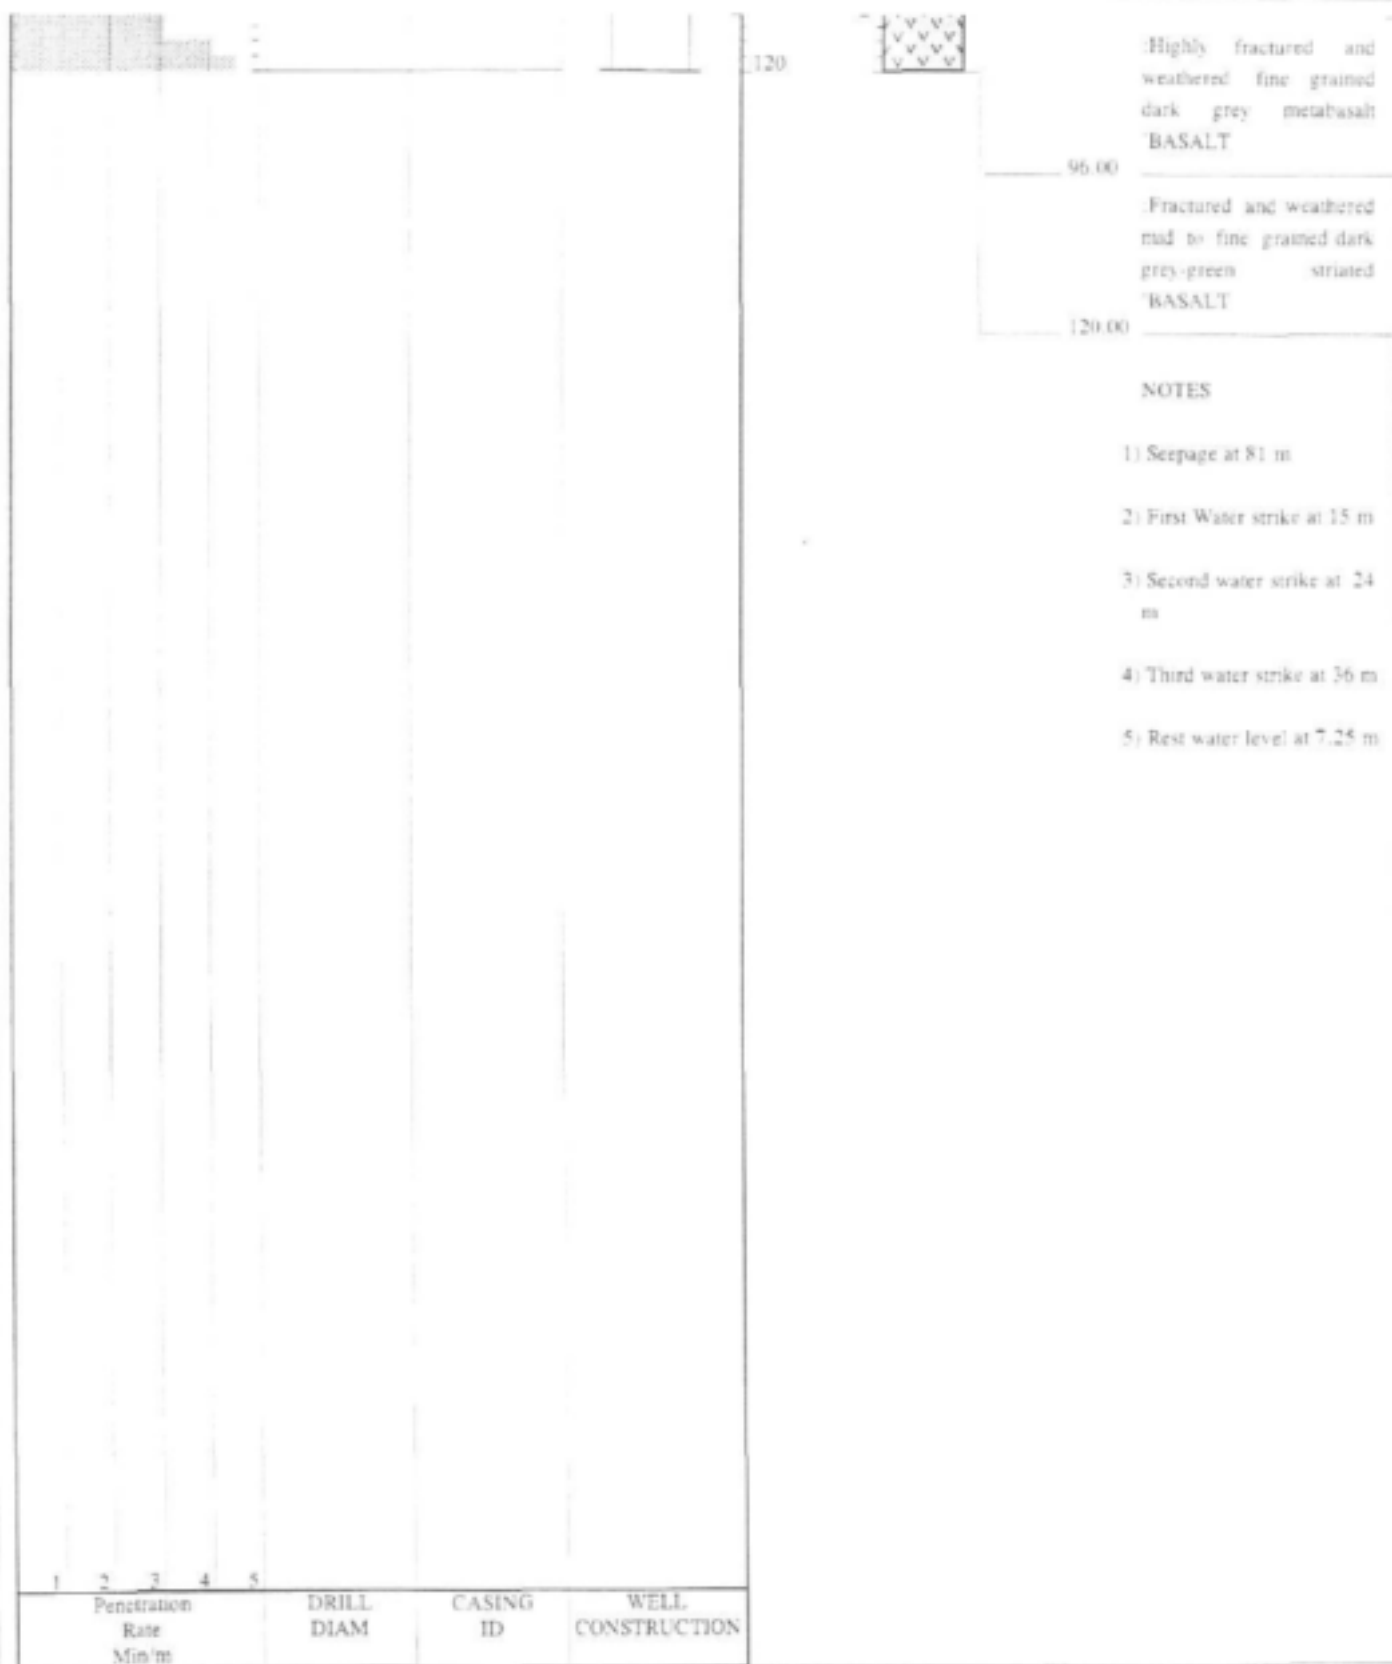 120
:Highly fractured and
weathered fine grained
dark grey metabasalt
'BASALT
96.00
:Fractured and weathered
mid to fine grained dark
grey-green striated
'BASALT
120.00
NOTES
1) Seepage at 81 m
2) First Water strike at 15 m
3) Second water strike at 24
m
4) Third water strike at 36 m
5) Rest water level at 7.25 m
1 2 3 4 5
Penetration
Rate
Min/m
DRILL
DIAM
CASING
ID
WELL
CONSTRUCTION